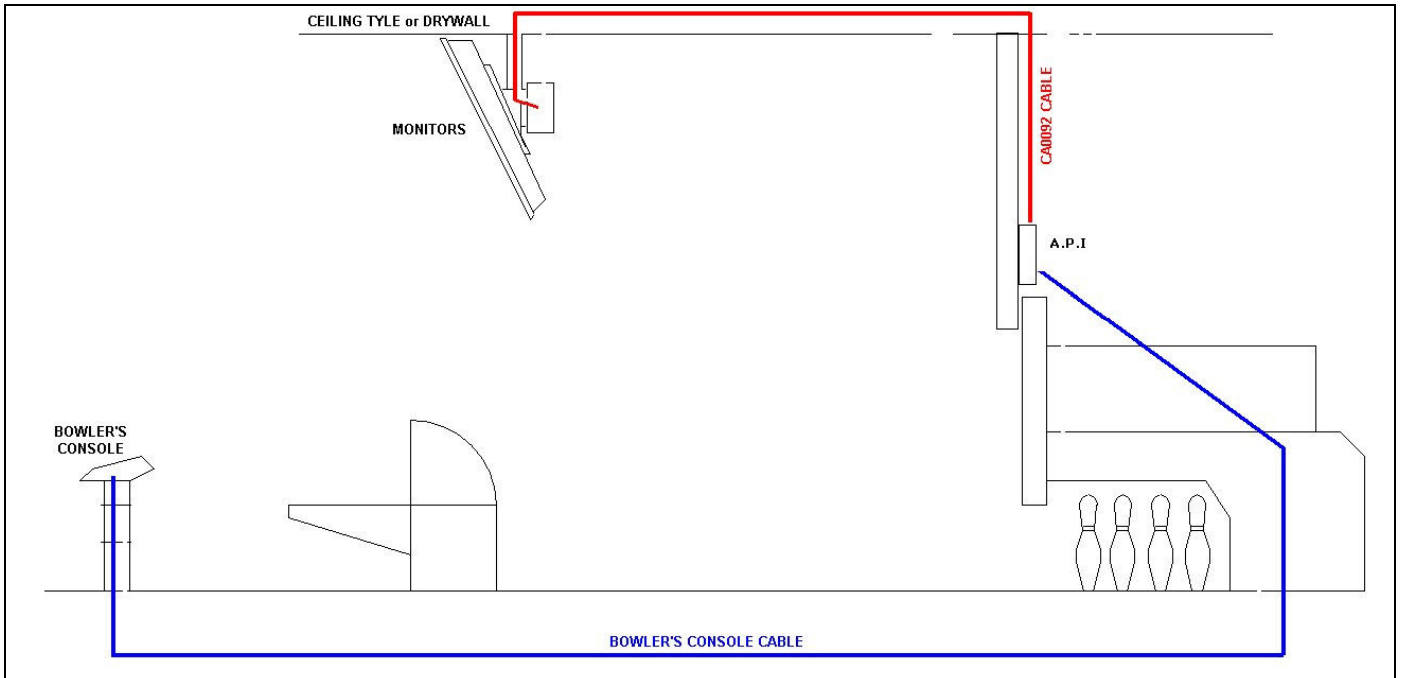 CEILING TYLE or DRYWALL
MONITORS
CA0092 CABLE
A.P.I
BOWLER'S
CONSOLE
BOWLER'S CONSOLE CABLE